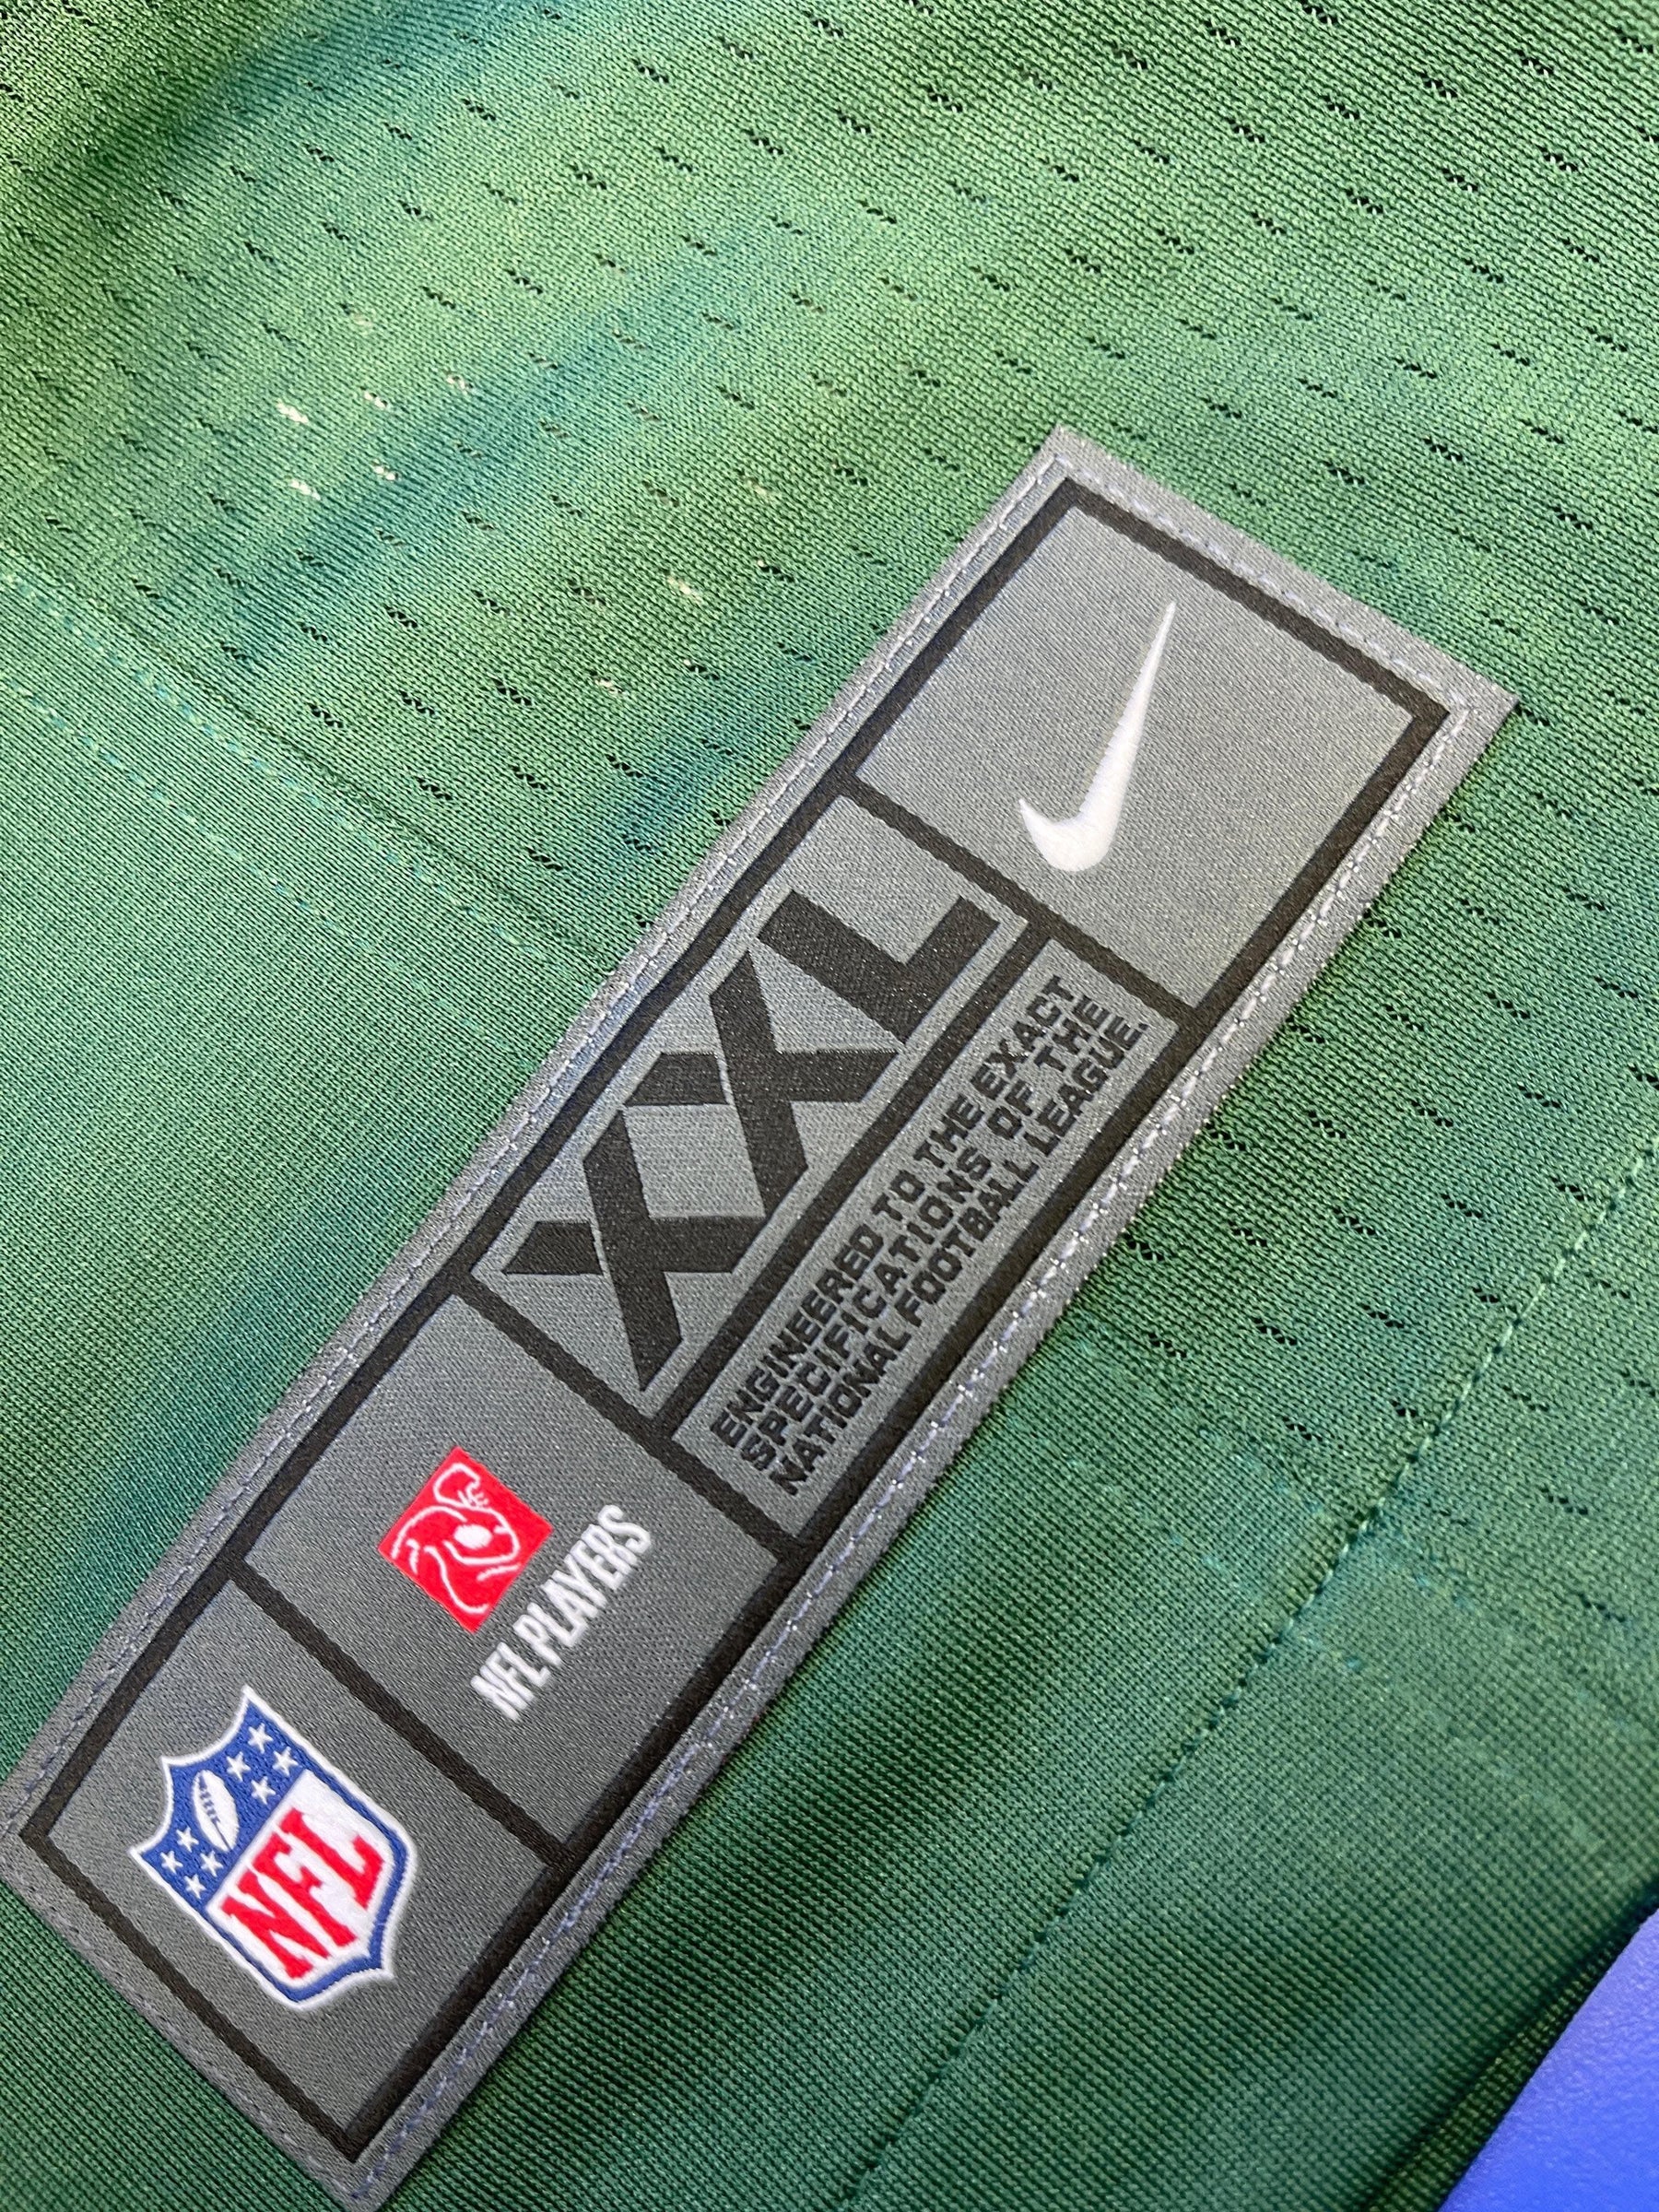 XXL
ENGINEERED TO THE EXACT
SPECIFICATIONS OF THE
NATIONAL FOOTBALL LEAGUE.
NFL PLAYERS
NFL